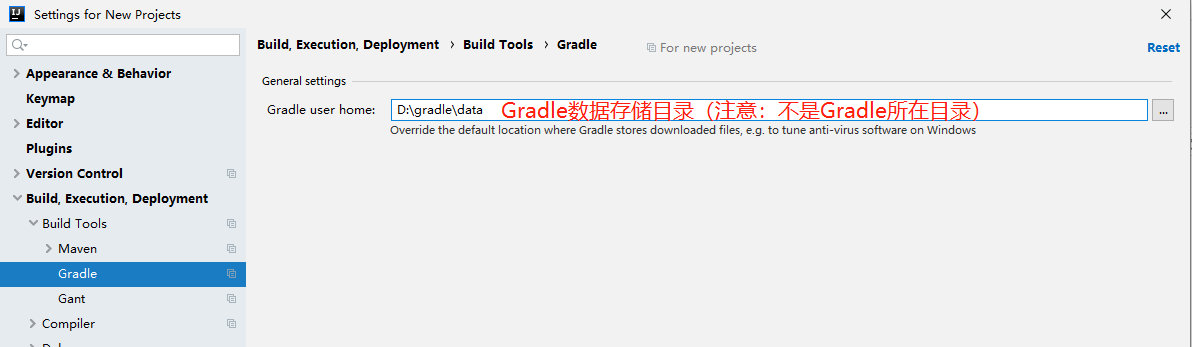 Settings for New Projects
Build, Execution, Deployment › Build Tools › Gradle
For new projects
Reset
Appearance & Behavior
Keymap
Editor
Plugins
Version Control
Build, Execution, Deployment
Build Tools
Maven
Gradle
Gant
Compiler
General settings
Gradle user home: D:\gradle\data Gradle数据存储目录（注意：不是Gradle所在目录） ...
Override the default location where Gradle stores downloaded files, e.g. to tune anti-virus software on Windows